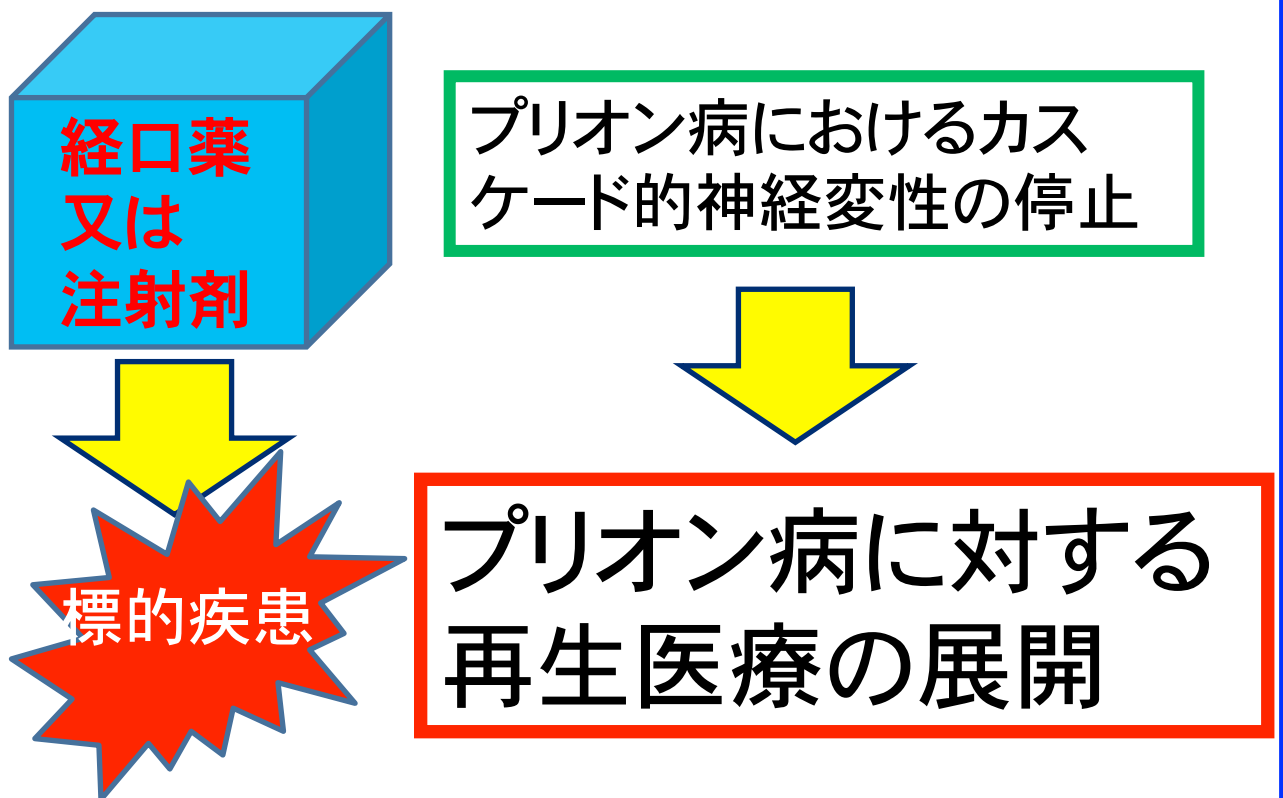 経口薬
又は
注射剤
プリオン病におけるカス
ケード的神経変性の停止
標的疾患
プリオン病に対する
再生医療の展開